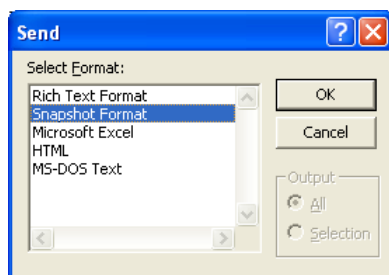 Send
Select Format:
Rich Text Format
Snapshot Format
Microsoft Excel
HTML
MS-DOS Text
OK
Cancel
Output
All
Selection